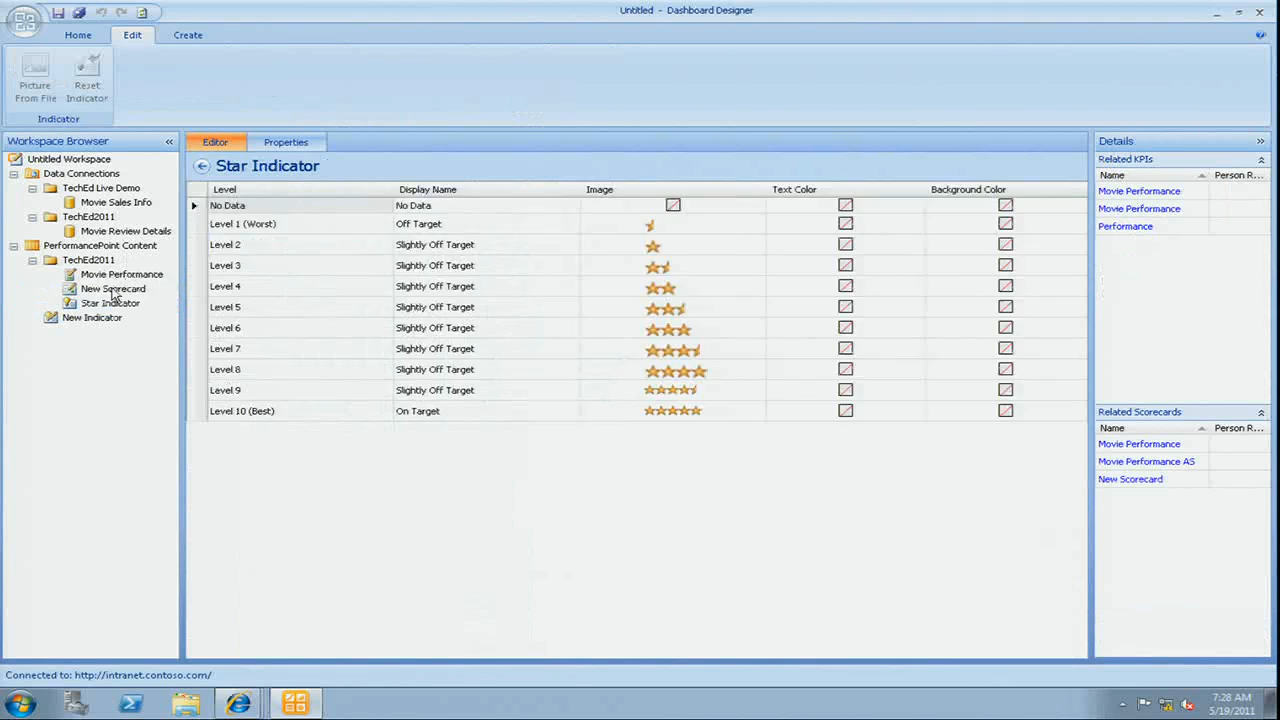 Untitled - Dashboard Designer
Home Edit Create
Picture From File
Reset Indicator
Indicator
Workspace Browser «
Untitled Workspace
Data Connections
TechEd Live Demo
Movie Sales Info
TechEd2011
Movie Review Details
PerformancePoint Content
TechEd2011
Movie Performance
New Scorecard
Star Indicator
New Indicator
Editor Properties
Star Indicator
Level Display Name Image Text Color Background Color
No Data No Data
Level 1 (Worst) Off Target
Level 2 Slightly Off Target
Level 3 Slightly Off Target
Level 4 Slightly Off Target
Level 5 Slightly Off Target
Level 6 Slightly Off Target
Level 7 Slightly Off Target
Level 8 Slightly Off Target
Level 9 Slightly Off Target
Level 10 (Best) On Target
Details »
Related KPIs
Name Person R...
Movie Performance
Movie Performance
Performance
Related Scorecards
Name Person R...
Movie Performance
Movie Performance AS
New Scorecard
Connected to: http://intranet.contoso.com/
7:28 AM
5/19/2011